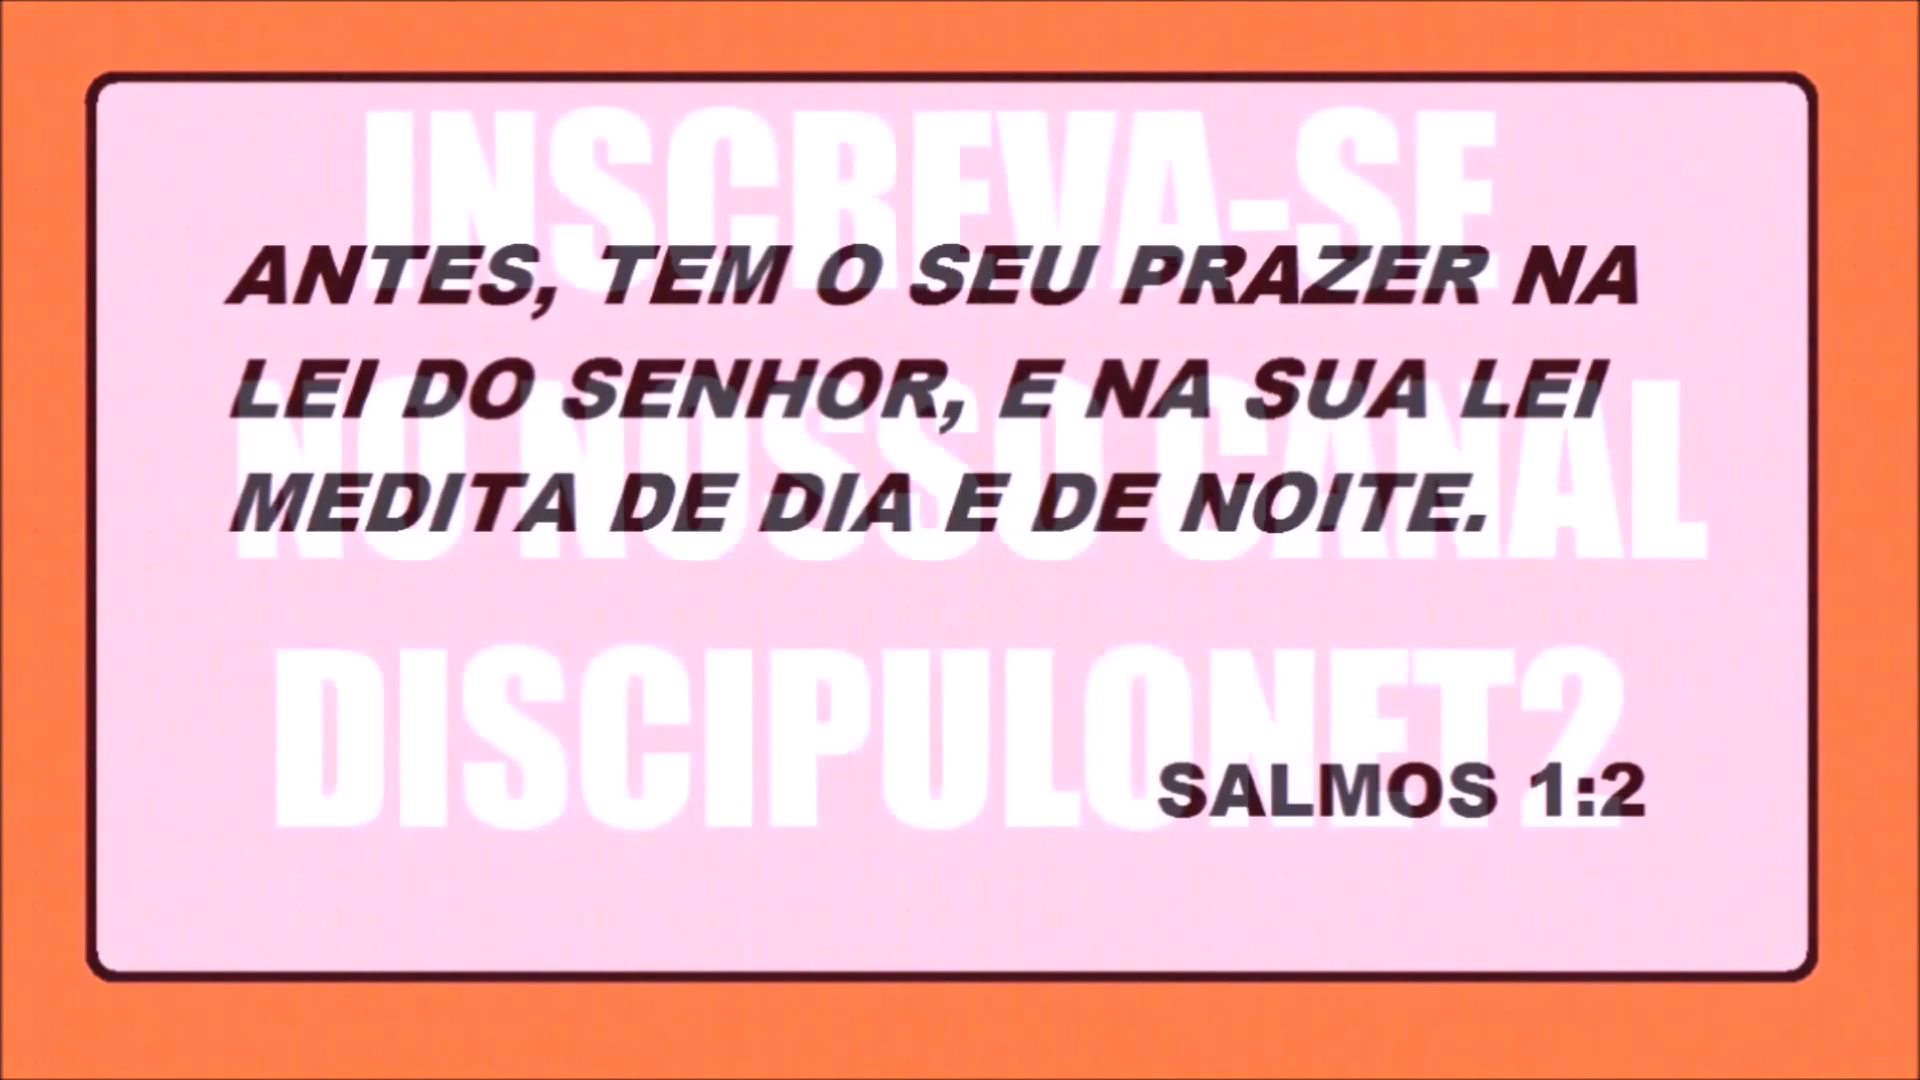 INSCREVA-SE
ANTES, TEM O SEU PRAZER NA
LEI DO SENHOR, E NA SUA LEI
NO NOSSO CANAL
MEDITA DE DIA E DE NOITE.
DISCIPULONET2
SALMOS 1:2